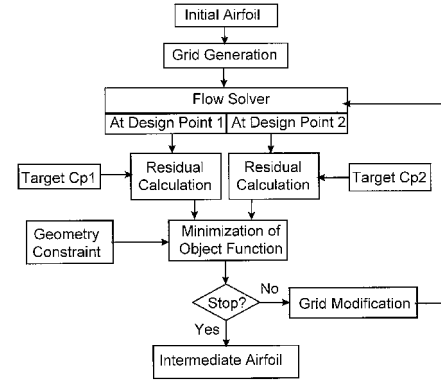 Initial Airfoil
Grid Generation
Flow Solver
At Design Point 1
At Design Point 2
Target Cp1
Residual
Calculation
Residual
Calculation
Target Cp2
Geometry
Constraint
Minimization of
Object Function
Stop?
No
Grid Modification
Yes
Intermediate Airfoil